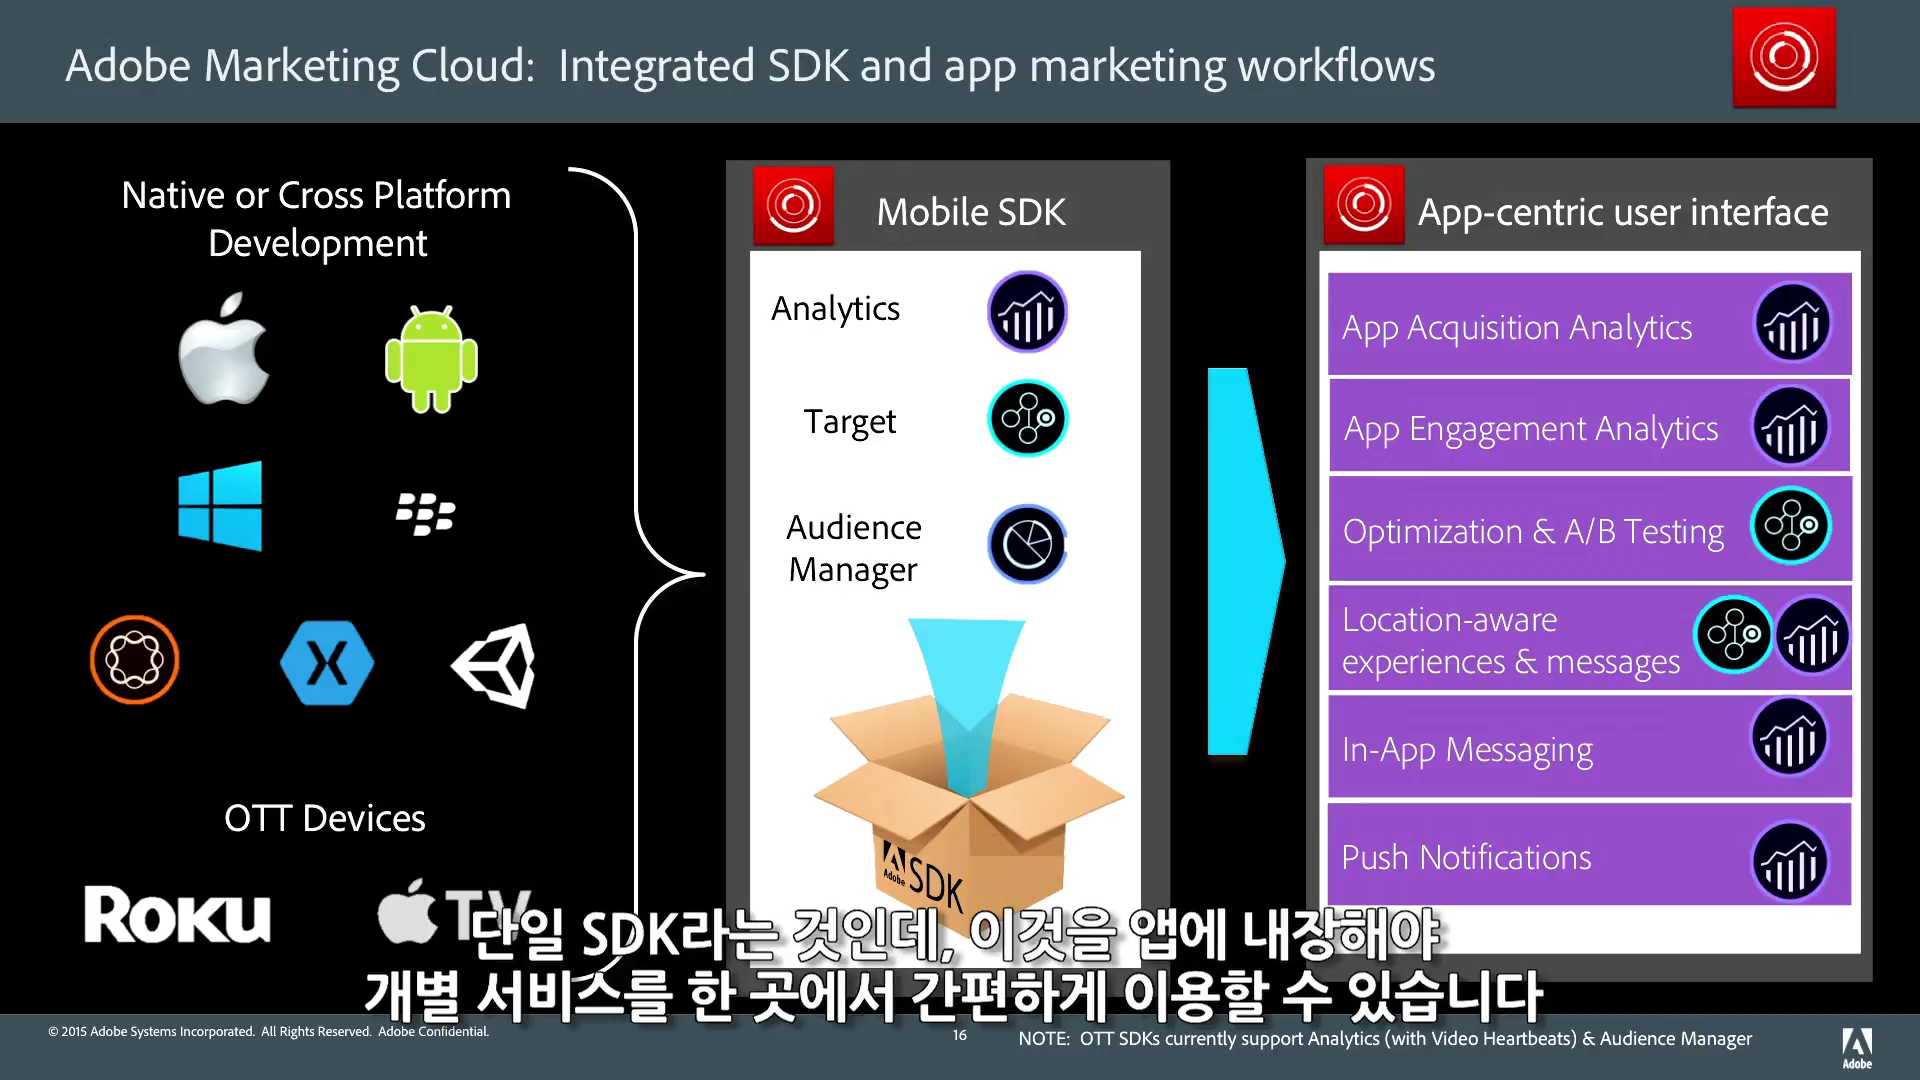 Adobe Marketing Cloud: Integrated SDK and app marketing workflows
Native or Cross Platform
Development
OTT Devices
ROKU
TV
Mobile SDK
Analytics
Target
Audience
Manager
Adobe
SDK
App-centric user interface
App Acquisition Analytics
App Engagement Analytics
Optimization & A/B Testing
Location-aware
experiences & messages
In-App Messaging
Push Notifications
단일 SDK라는 것인데, 이것을 앱에 내장해야
개별 서비스를 한 곳에서 간편하게 이용할 수 있습니다
© 2015 Adobe Systems Incorporated. All Rights Reserved. Adobe Confidential.
16
NOTE: OTT SDKs currently support Analytics (with Video Heartbeats) & Audience Manager
Adobe